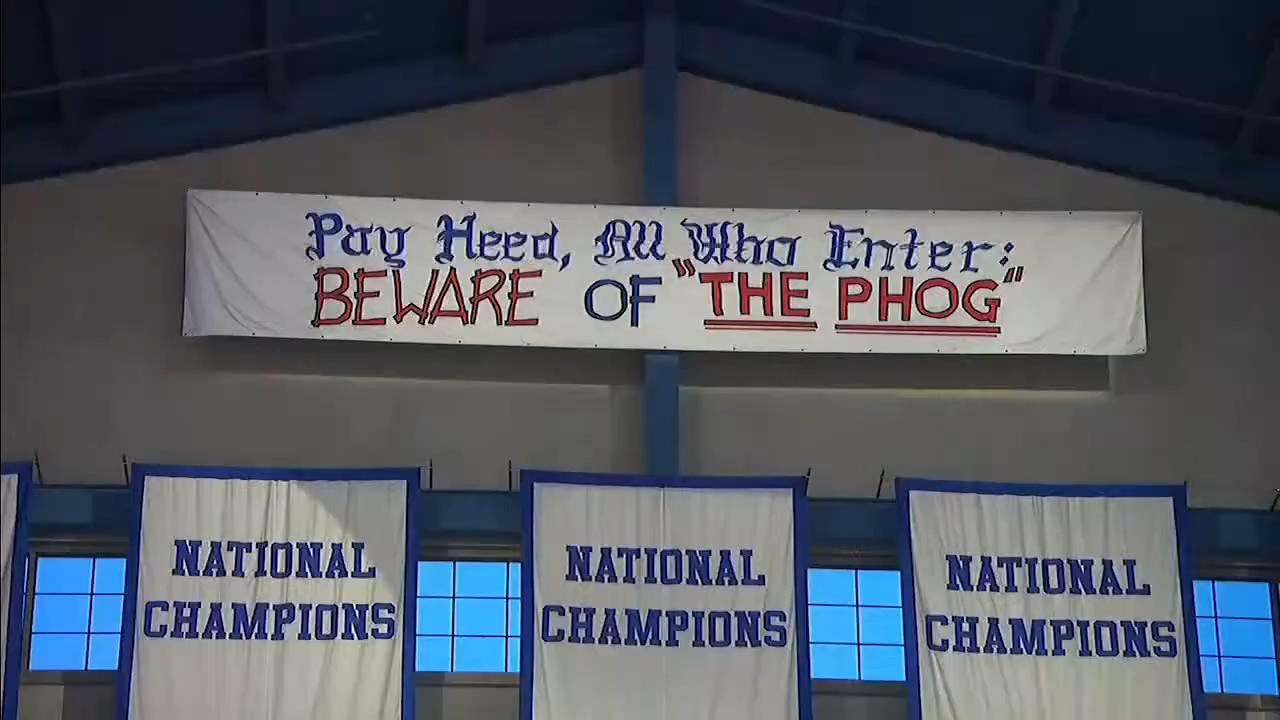 Pay Heed, All Who Enter:
BEWARE OF "THE PHOG"
NATIONAL
CHAMPIONS
NATIONAL
CHAMPIONS
NATIONAL
CHAMPIONS